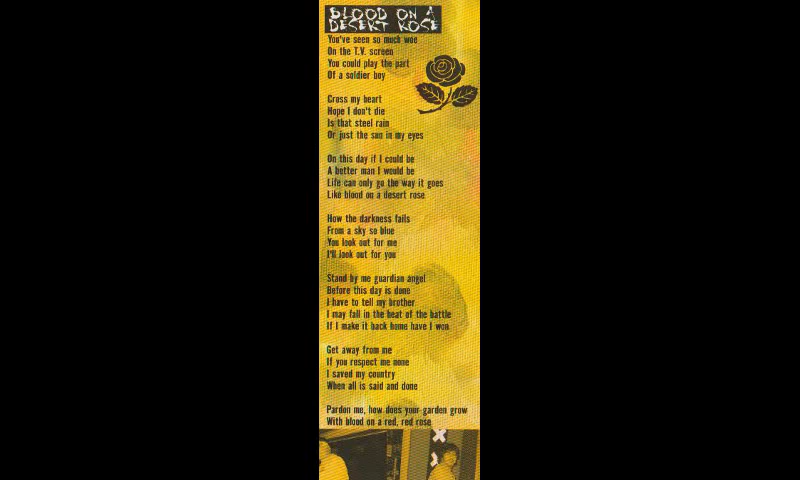 BLOOD ON A
DESERT ROSE
You've seen so much woe
On the T.V. screen
You could play the part
Of a soldier boy
Cross my heart
Hope I don't die
Is that steel rain
Or just the sun in my eyes
On this day if I could be
A better man I would be
Life can only go the way it goes
Like blood on a desert rose
How the darkness falls
From a sky so blue
You look out for me
I'll look out for you
Stand by me guardian angel
Before this day is done
I have to tell my brother
I may fall in the heat of the battle
If I make it back home have I won
Get away from me
If you respect me none
I saved my country
When all is said and done
Pardon me, how does your garden grow
With blood on a red, red rose